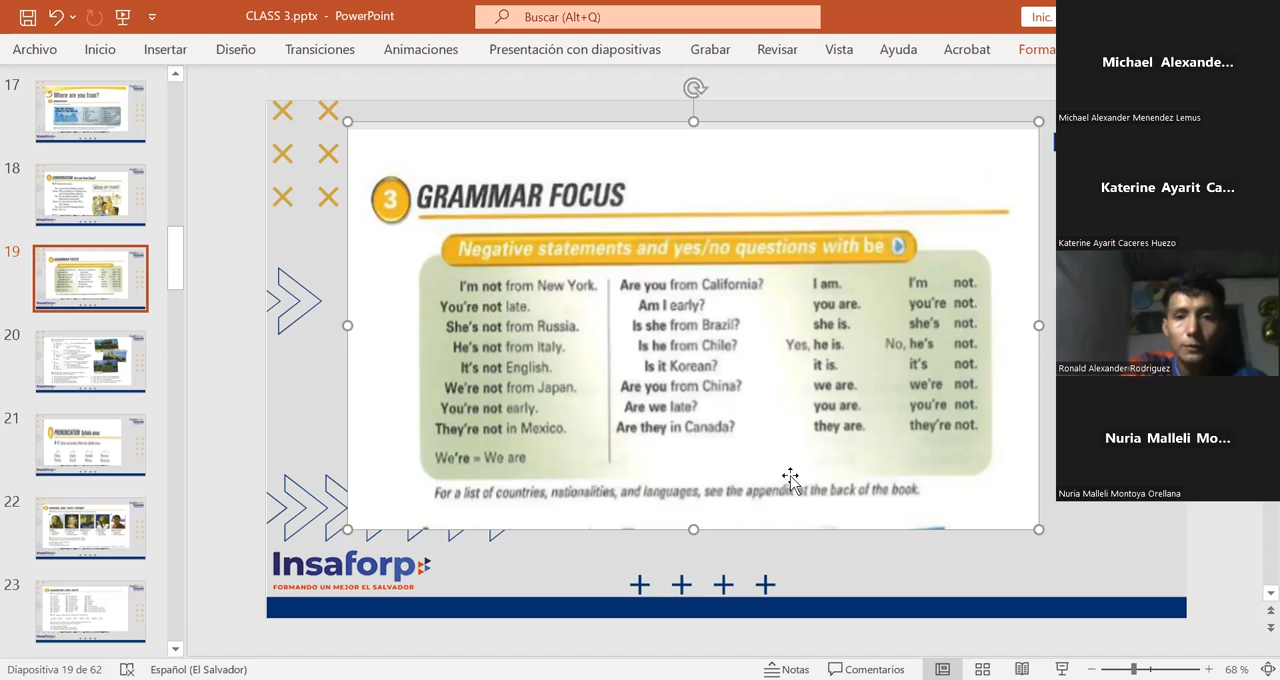 CLASS 3.pptx - PowerPoint
Buscar (Alt+Q)
Inic.
Archivo Inicio Insertar Diseño Transiciones Animaciones Presentación con diapositivas Grabar Revisar Vista Ayuda Acrobat Forma
17
Where are you from?
18
19
GRAMMAR FOCUS
20
21
22
23
3 GRAMMAR FOCUS
Negative statements and yes/no questions with be
I'm not from New York. Are you from California? I am. I'm not.
You're not late. Am I early? you are. you're not.
She's not from Russia. Is she from Brazil? she is. she's not.
He's not from Italy. Is he from Chile? Yes, he is. No, he's not.
It's not English. Is it Korean? it is. it's not.
We're not from Japan. Are you from China? we are. we're not.
You're not early. Are we late? you are. you're not.
They're not in Mexico. Are they in Canada? they are. they're not.
We're = We are
For a list of countries, nationalities, and languages, see the appendix at the back of the book.
Insaforp
FORMANDO UN MEJOR EL SALVADOR
Michael Alexande...
Michael Alexander Menendez Lemus
Katerine Ayarit Ca...
Katerine Ayarit Caceres Huezo
Ronald Alexander Rodriguez
Nuria Malleli Mo...
Nuria Malleli Montoya Orellana
Diapositiva 19 de 62 Español (El Salvador) Notas Comentarios 68 %